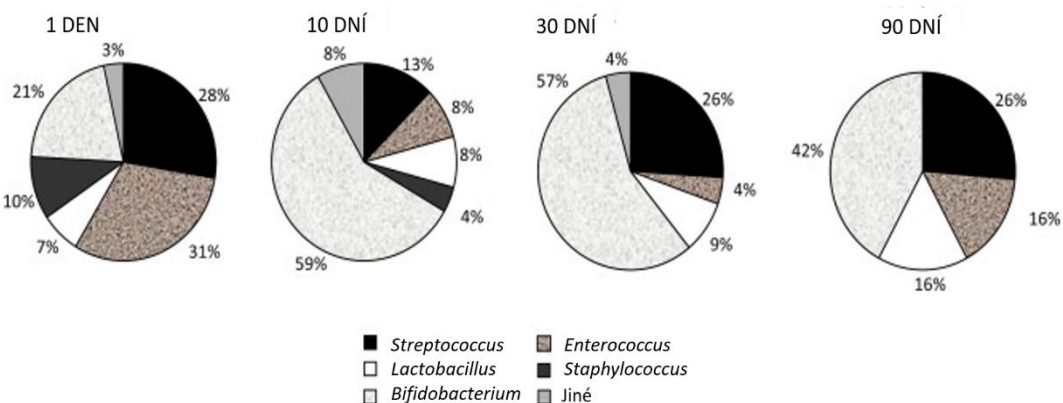 1 DEN
10 DNÍ
30 DNÍ
90 DNÍ
3%
28%
31%
7%
10%
21%
8%
13%
8%
8%
4%
59%
4%
26%
4%
9%
57%
26%
16%
16%
42%
Streptococcus
Enterococcus
Lactobacillus
Staphylococcus
Bifidobacterium
Jiné